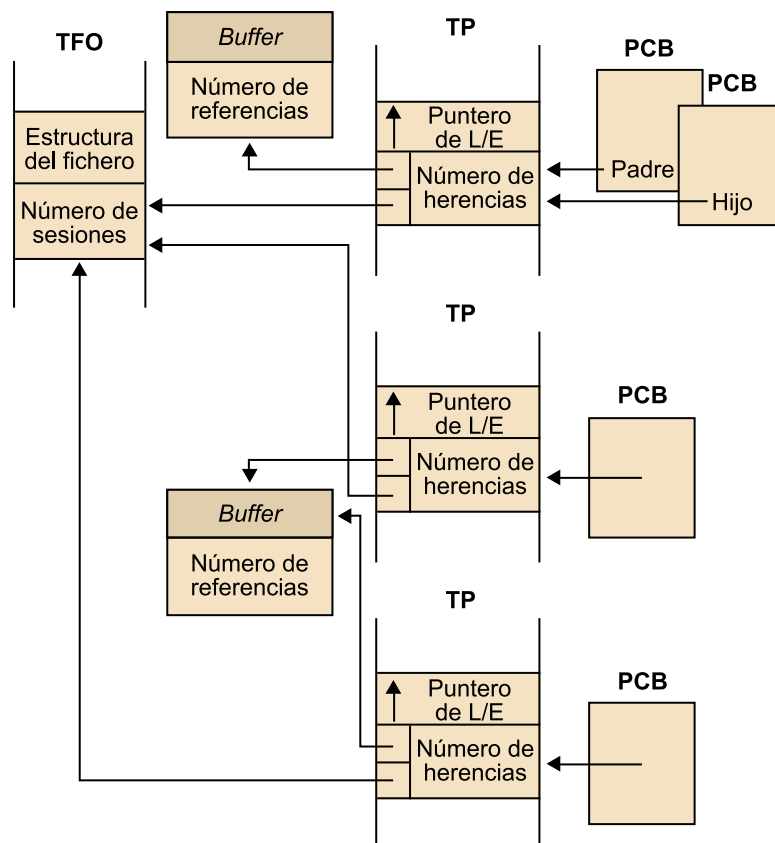 TFO
Estructura
del fichero
Número de
sesiones
Buffer
Número de
referencias
TP
Puntero
de L/E
Número de
herencias
PCB
PCB
Padre
Hijo
TP
Puntero
de L/E
Número de
herencias
PCB
Buffer
Número de
referencias
TP
Puntero
de L/E
Número de
herencias
PCB